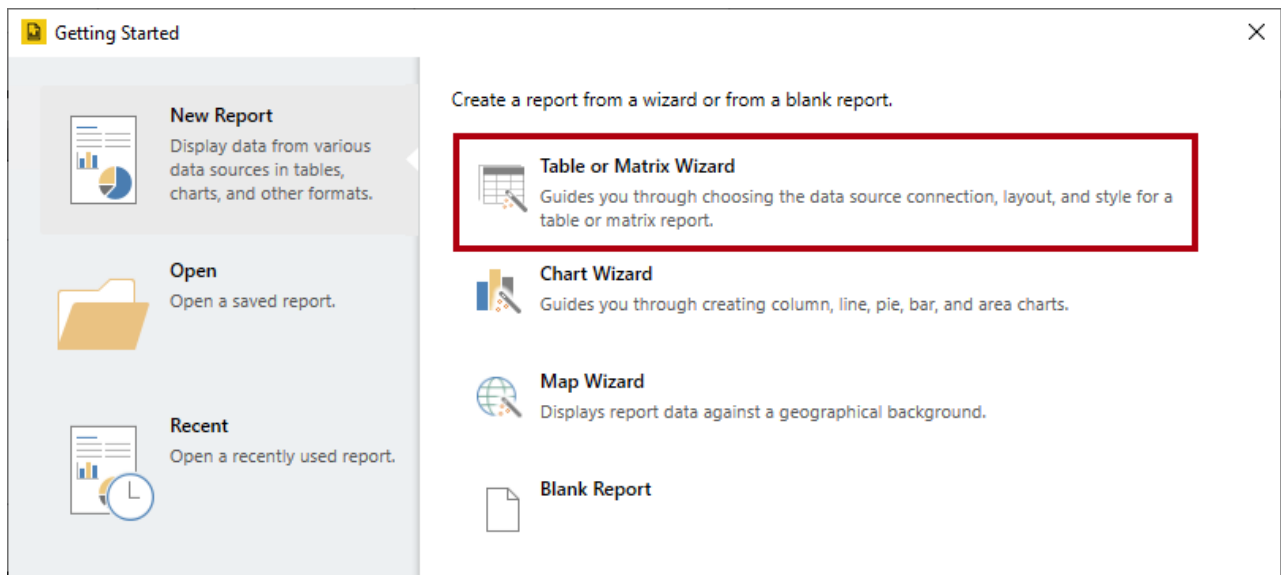 Getting Started
New Report
Display data from various
data sources in tables,
charts, and other formats.
Open
Open a saved report.
Recent
Open a recently used report.
Create a report from a wizard or from a blank report.
Table or Matrix Wizard
Guides you through choosing the data source connection, layout, and style for a
table or matrix report.
Chart Wizard
Guides you through creating column, line, pie, bar, and area charts.
Map Wizard
Displays report data against a geographical background.
Blank Report